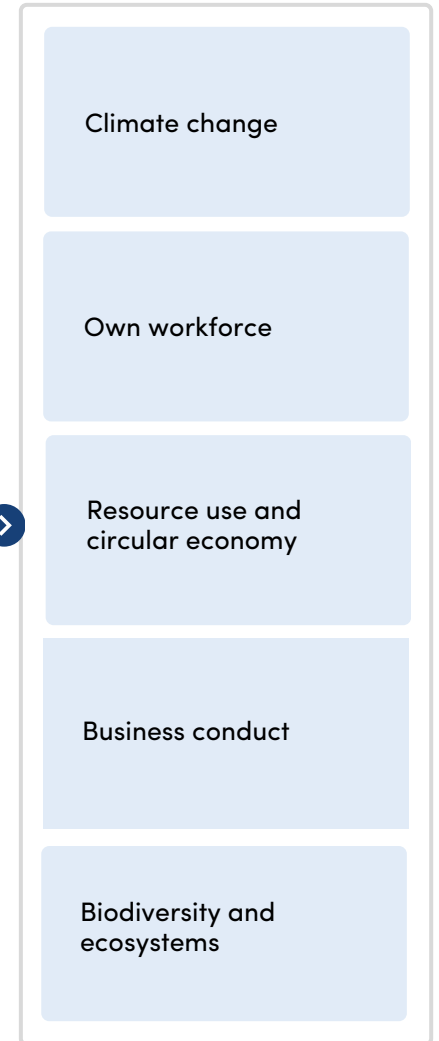 Climate change
Own workforce
Resource use and
circular economy
Business conduct
Biodiversity and
ecosystems